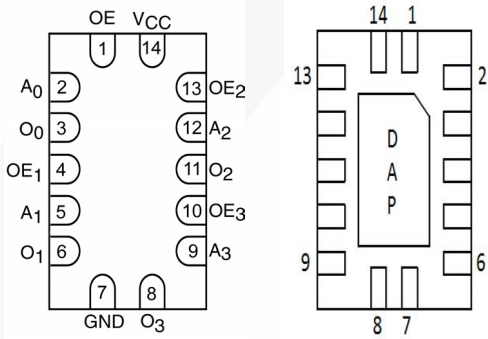 OE VCC
1 14
A0 2 13 OE2
O0 3 12 A2
OE1 4 11 O2
A1 5 10 OE3
O1 6 9 A3
7 8
GND O3
14 1
13 2
D
A
P
9 6
8 7